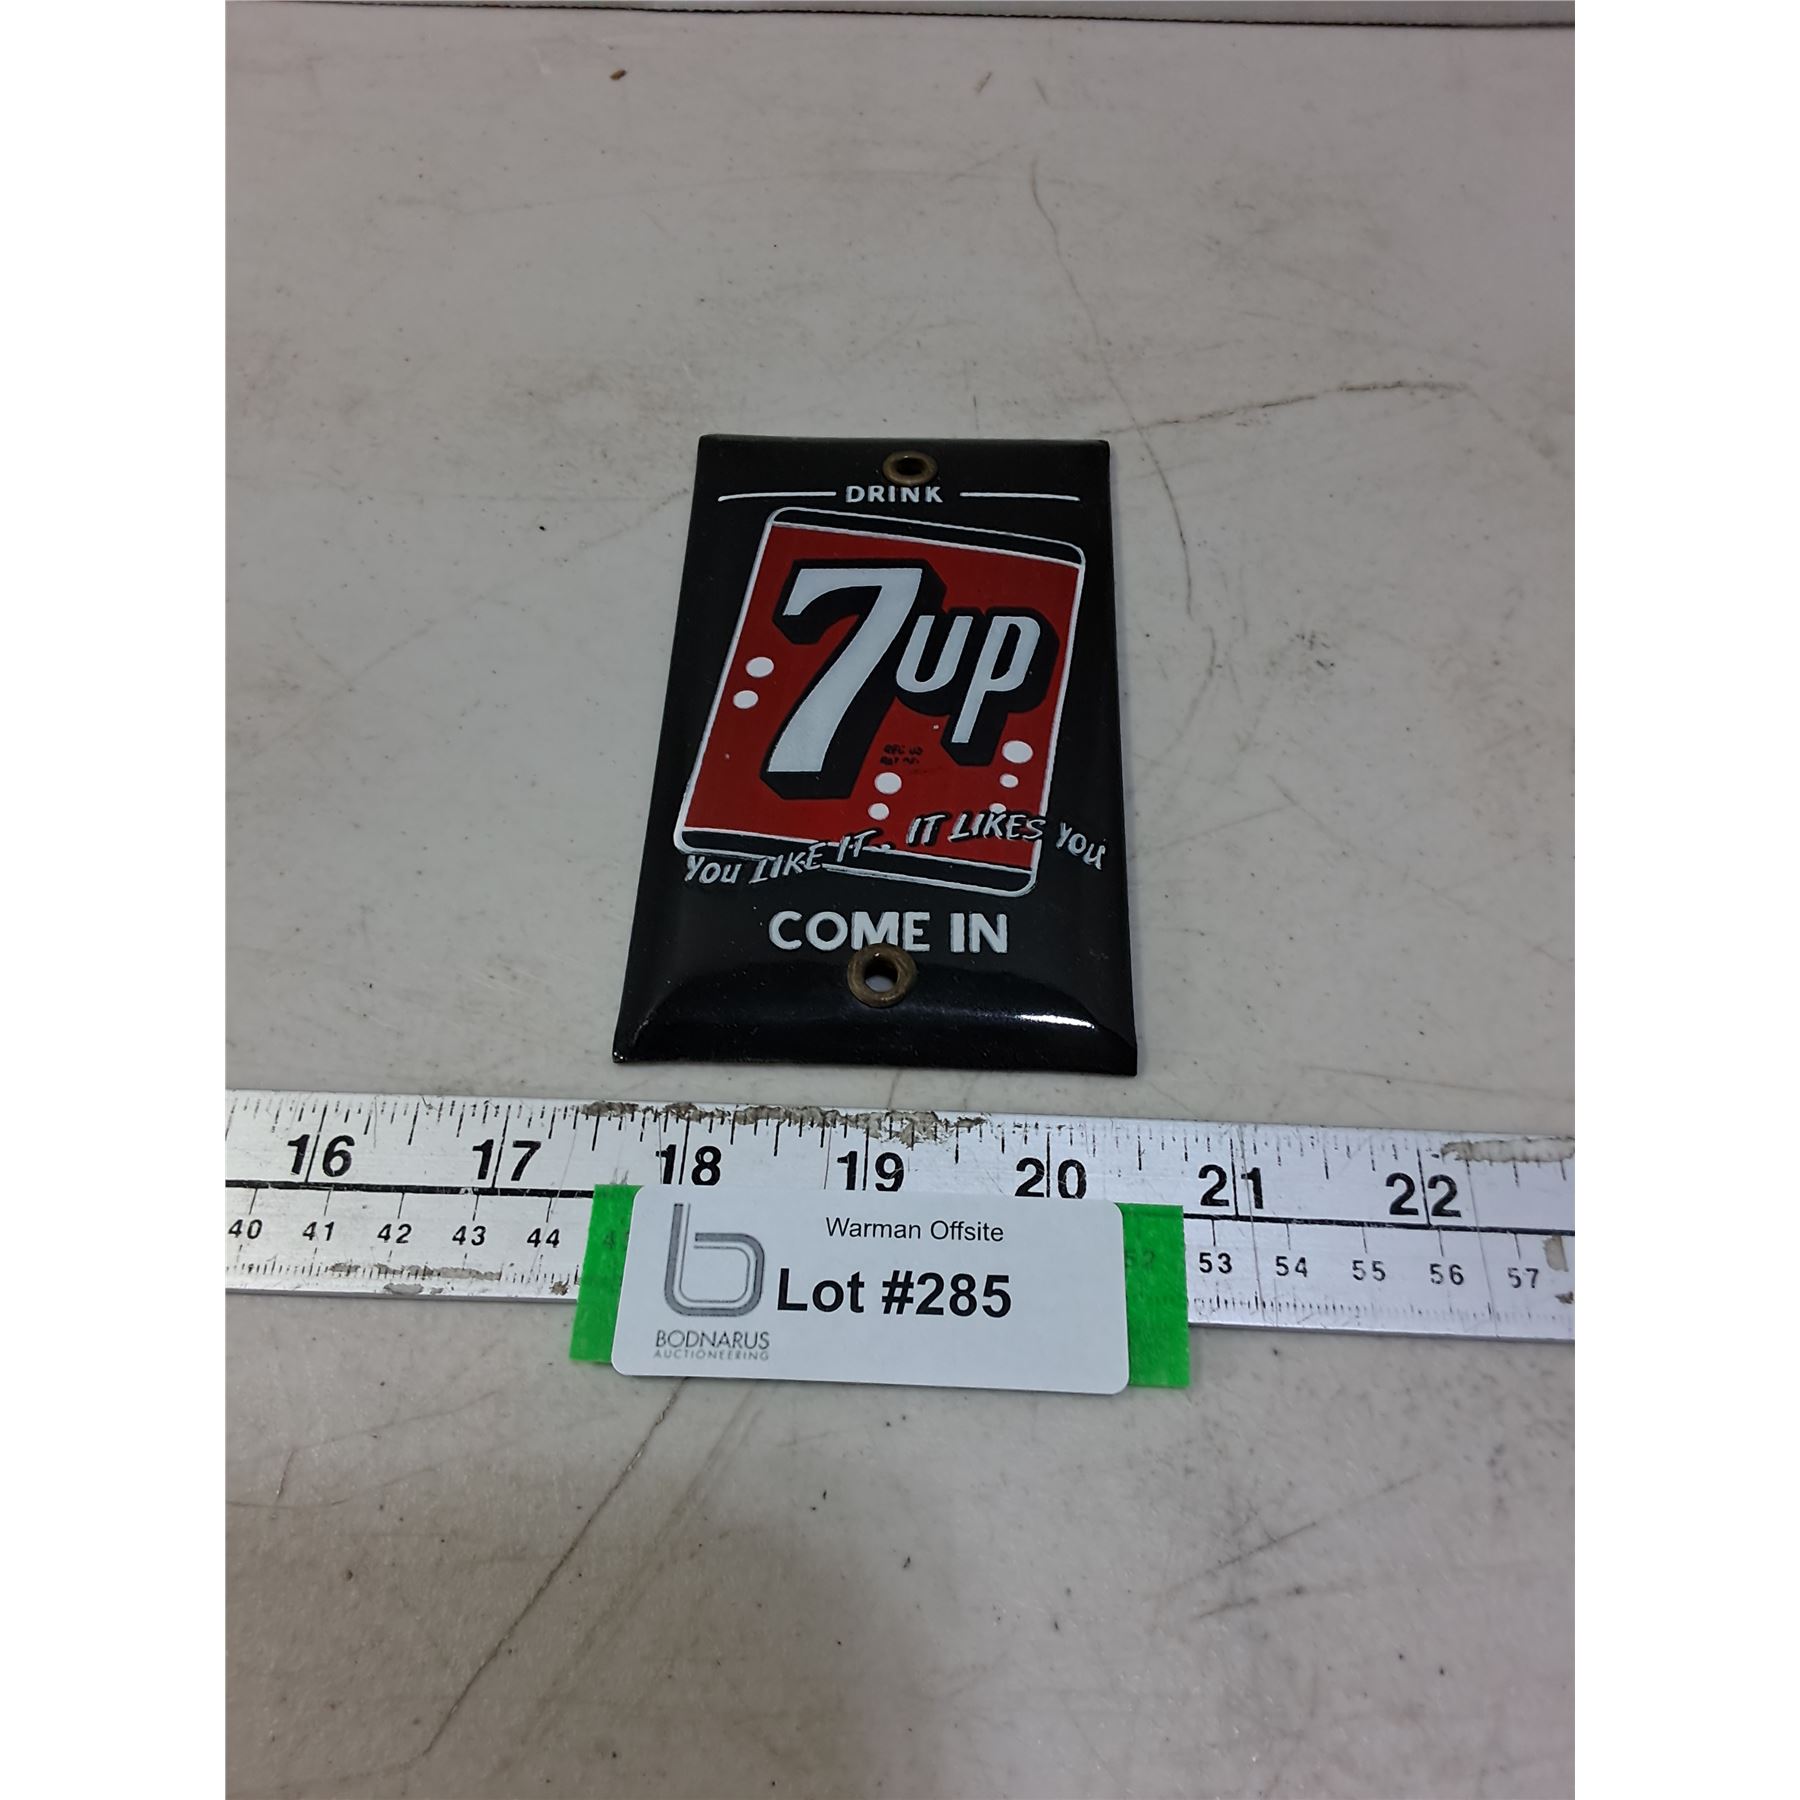 DRINK
7up
YOU LIKE IT.. IT LIKES YOU
COME IN
16 17 18 19 20 21 22
40 41 42 43 44 53 54 55 56 57
Warman Offsite
Lot #285
BODNARUS
AUCTIONEERING